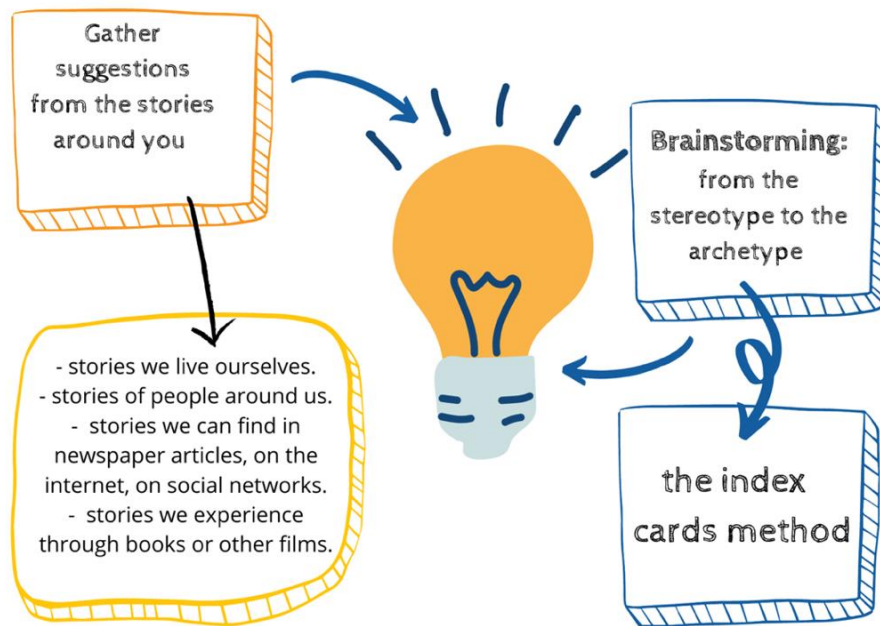 Gather
suggestions
from the stories
around you
- stories we live ourselves.
- stories of people around us.
- stories we can find in
newspaper articles, on the
internet, on social networks.
- stories we experience
through books or other films.
Brainstorming:
from the
stereotype to the
archetype
the index
cards method